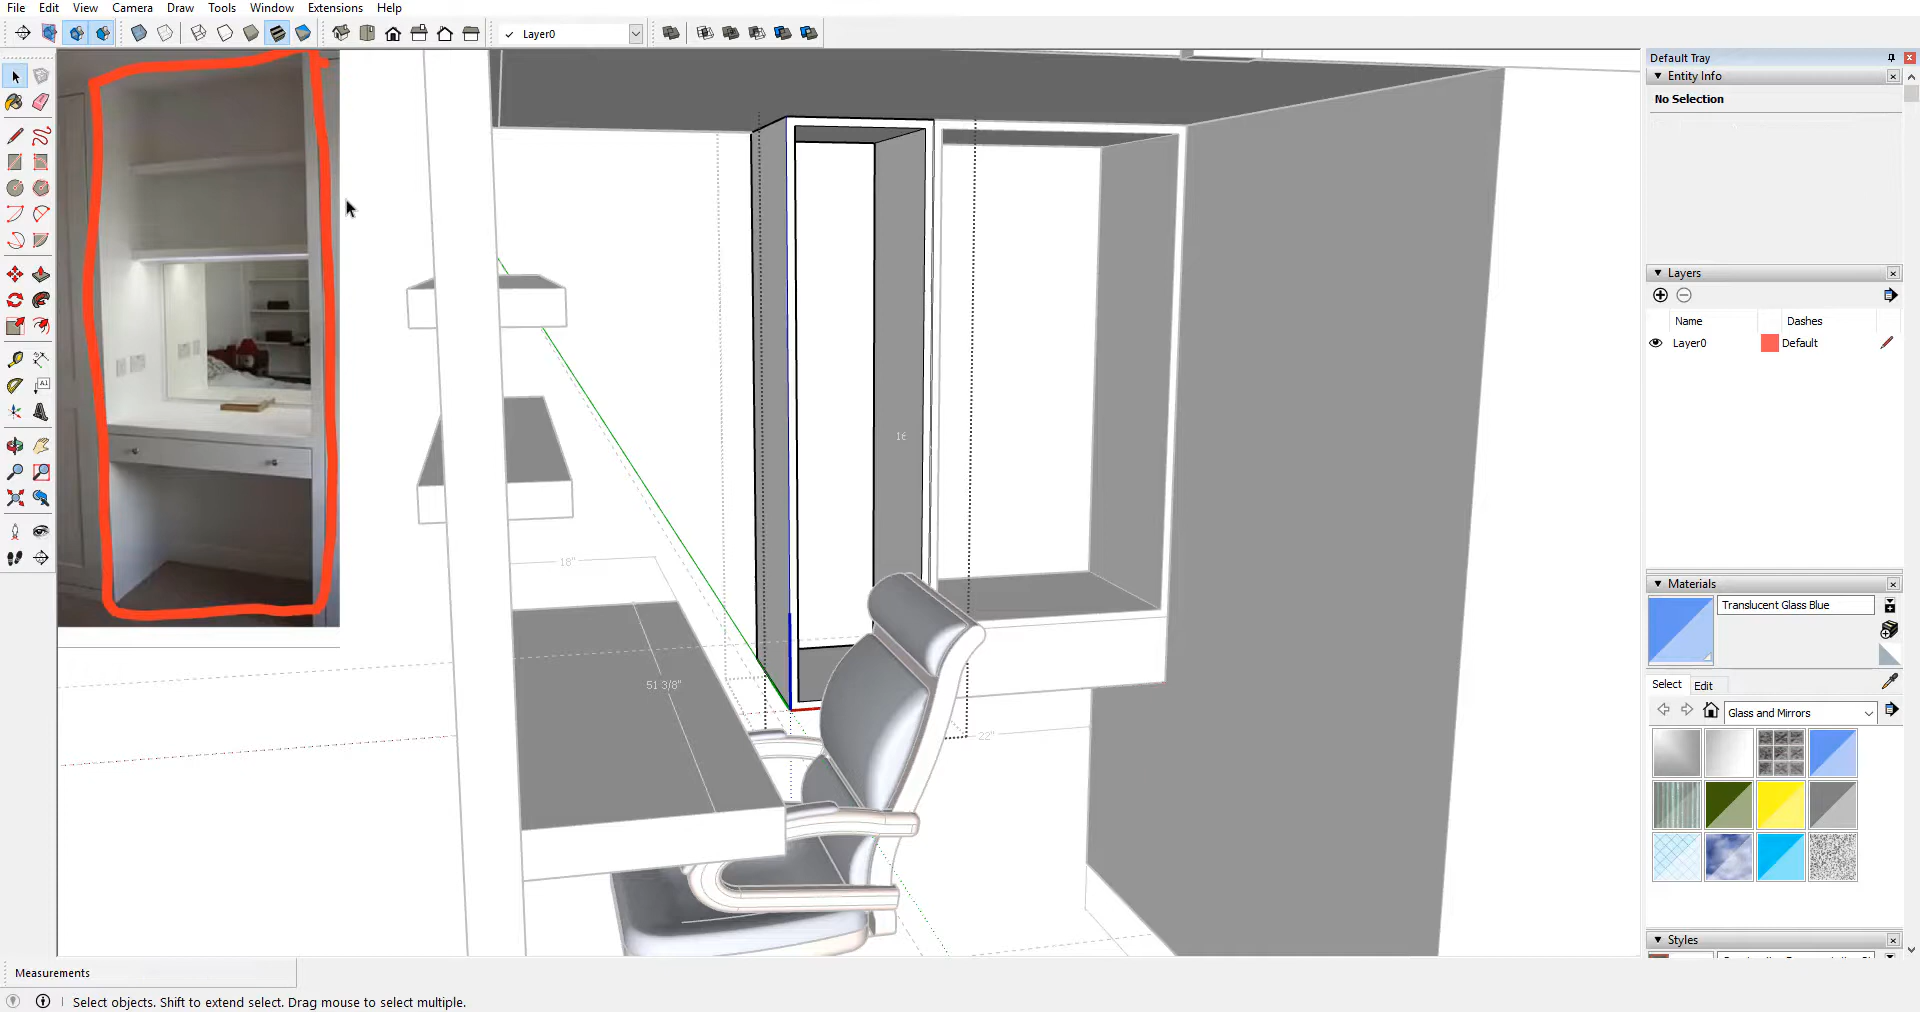 File Edit View Camera Draw Tools Window Extensions Help
✓ Layer0
Default Tray
Entity Info
No Selection
Layers
Name Dashes
Layer0 Default
16
18"
51 3/8"
22"
A1
Materials
Translucent Glass Blue
Select Edit
Glass and Mirrors
Styles
Measurements
Select objects. Shift to extend select. Drag mouse to select multiple.